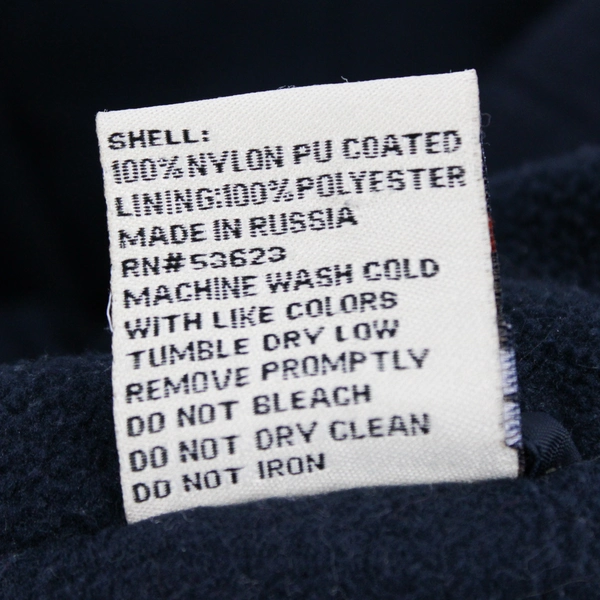 SHELL:
100% NYLON PU COATED
LINING:100% POLYESTER
MADE IN RUSSIA
RN#53623
MACHINE WASH COLD
WITH LIKE COLORS
TUMBLE DRY LOW
REMOVE PROMPTLY
DO NOT BLEACH
DO NOT DRY CLEAN
DO NOT IRON